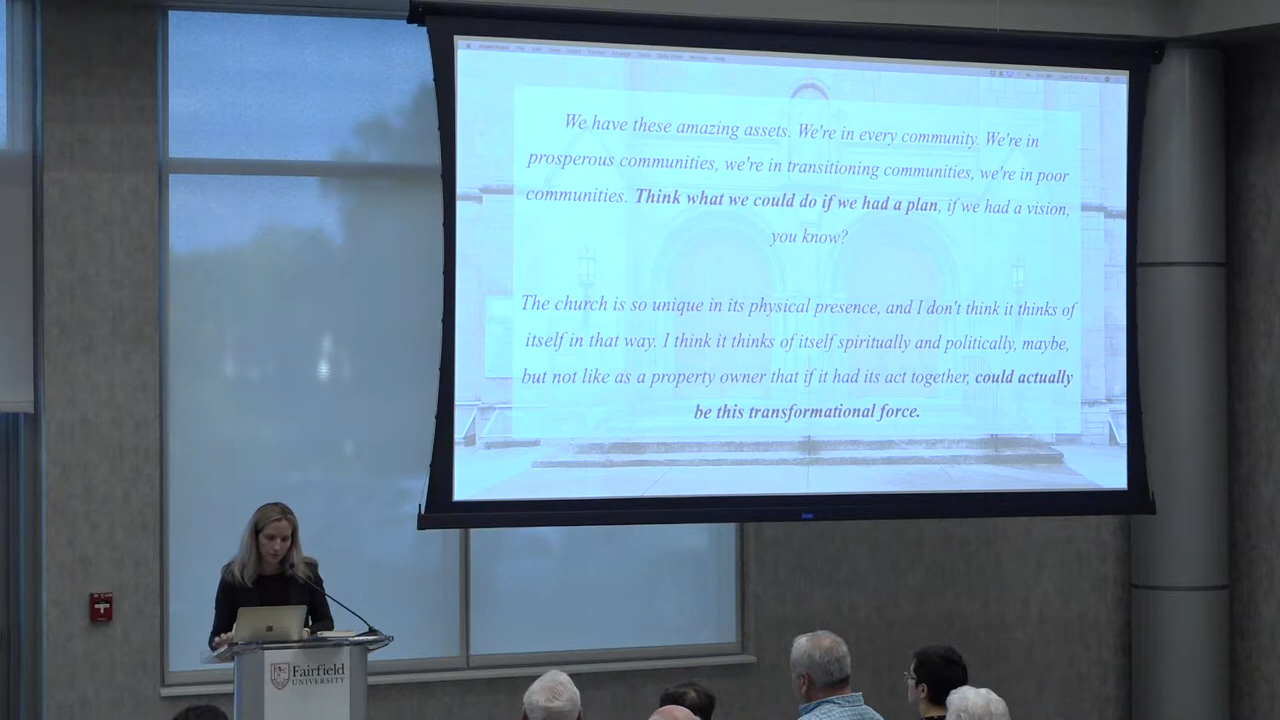 We have these amazing assets. We're in every community. We're in
prosperous communities, we're in transitioning communities, we're in poor
communities. Think what we could do if we had a plan, if we had a vision,
you know?
The church is so unique in its physical presence, and I don't think it thinks of
itself in that way. I think it thinks of itself spiritually and politically, maybe,
but not like as a property owner that if it had its act together, could actually
be this transformational force.
Fairfield
UNIVERSITY